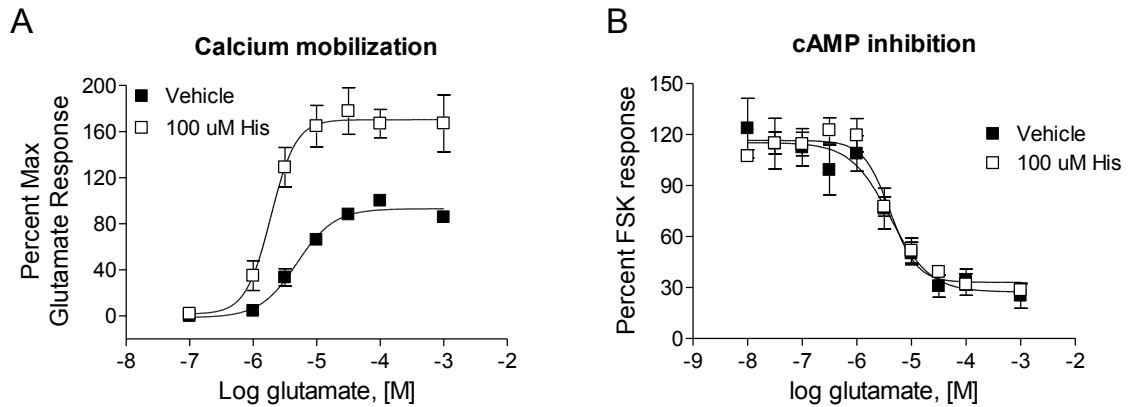 A
Calcium mobilization
Percent Max
Glutamate Response
200
160
120
80
40
0
Vehicle
100 uM His
-8
-7
-6
-5
-4
-3
-2
Log glutamate, [M]
B
cAMP inhibition
Percent FSK response
150
120
90
60
30
0
Vehicle
100 uM His
-9
-8
-7
-6
-5
-4
-3
-2
log glutamate, [M]